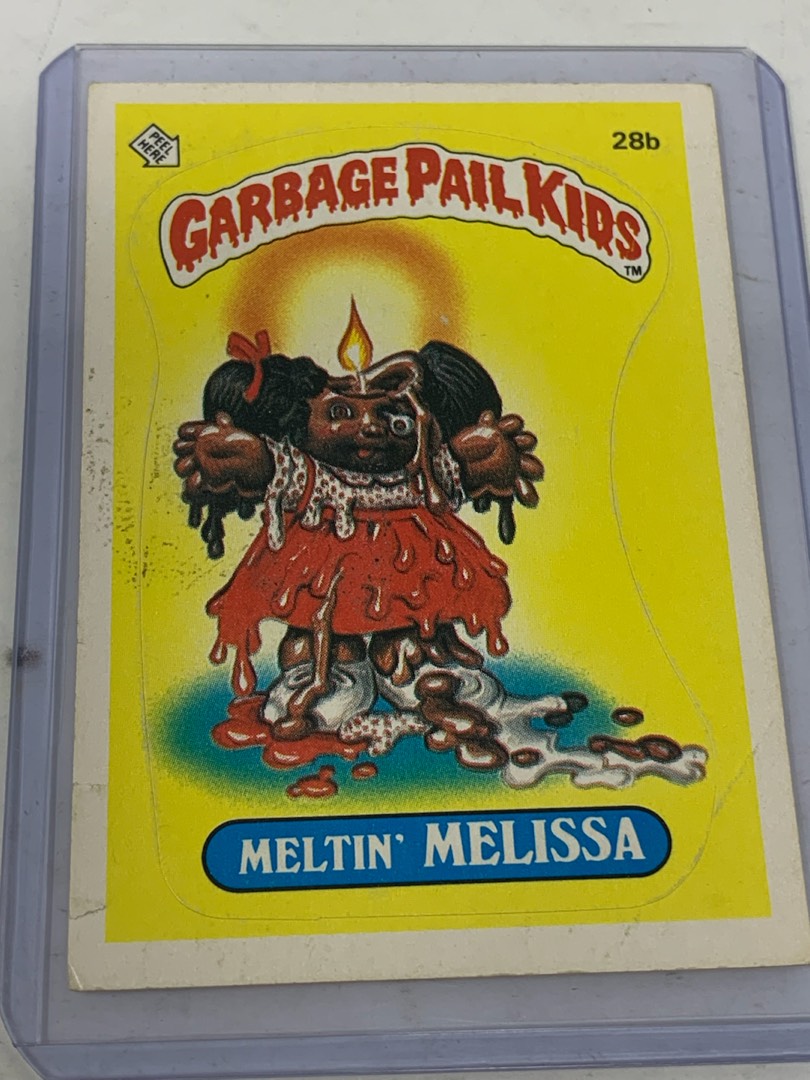 PEEL
HERE
28b
GARBAGE PAIL KIDS
TM
MELTIN' MELISSA